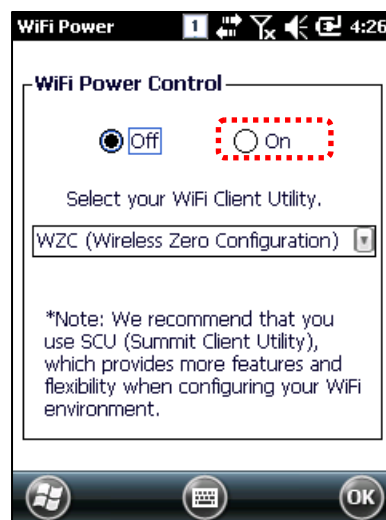 WiFi Power 1 4:26
WiFi Power Control
Off On
Select your WiFi Client Utility.
WZC (Wireless Zero Configuration)
*Note: We recommend that you
use SCU (Summit Client Utility),
which provides more features and
flexibility when configuring your WiFi
environment.
OK